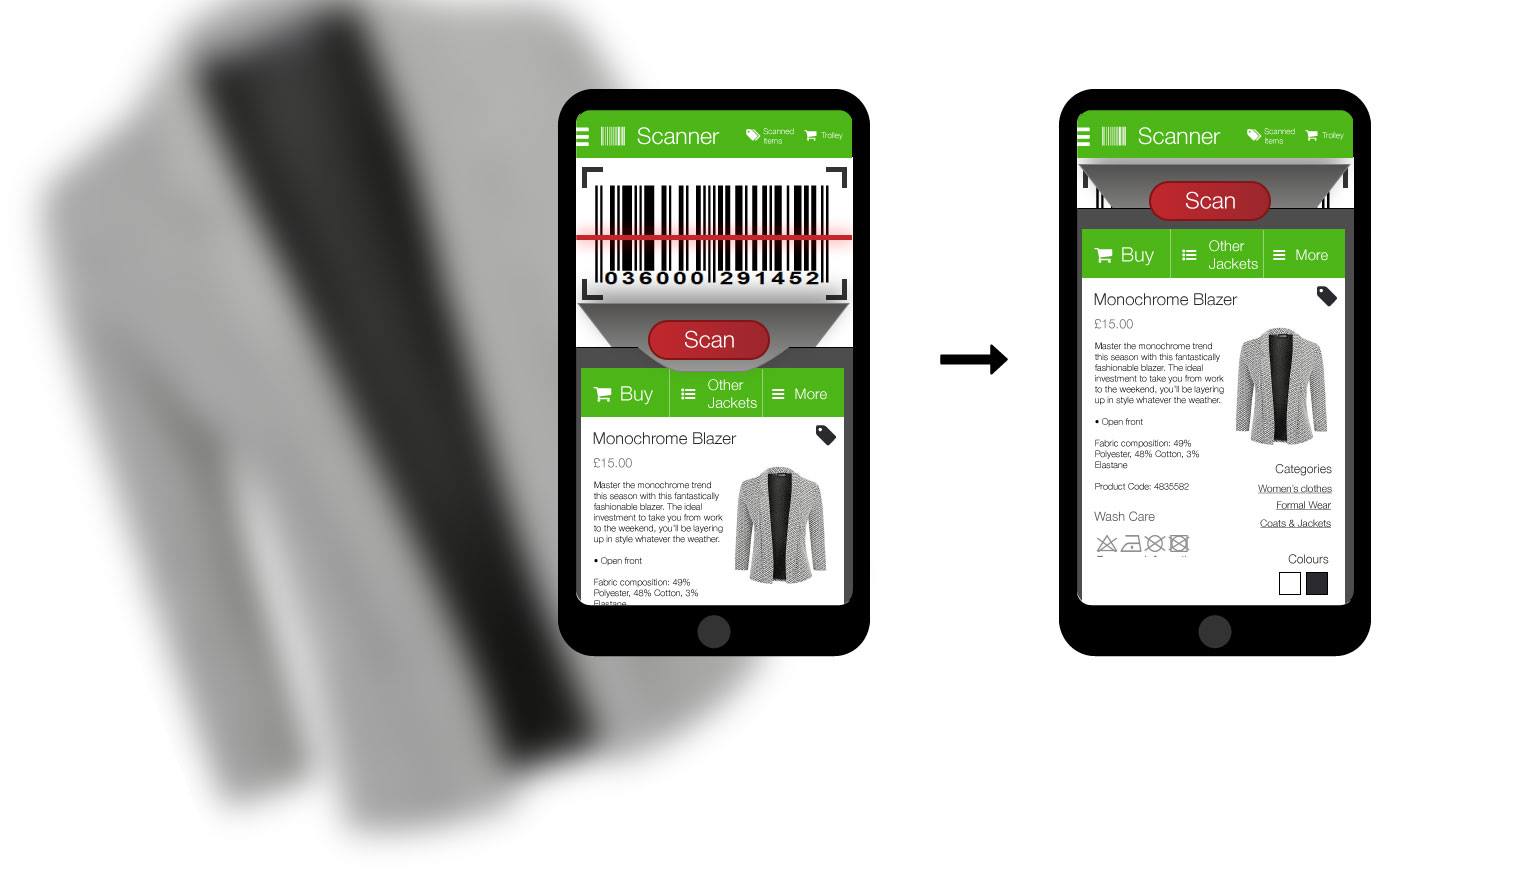 Scanner
Scanned
Items
Trolley
036000 291452
Scan
Buy
Other
Jackets
More
Monochrome Blazer
£15.00
Master the monochrome trend
this season with this fantastically
fashionable blazer. The ideal
investment to take you from work
to the weekend, you'll be layering
up in style whatever the weather.
• Open front
Fabric composition: 49%
Polyester, 48% Cotton, 3%
Elastane
Scanner
Scanned
Items
Trolley
Scan
Buy
Other
Jackets
More
Monochrome Blazer
£15.00
Master the monochrome trend
this season with this fantastically
fashionable blazer. The ideal
investment to take you from work
to the weekend, you'll be layering
up in style whatever the weather.
• Open front
Fabric composition: 49%
Polyester, 48% Cotton, 3%
Elastane
Product Code: 4835582
Wash Care
Categories
Women's clothes
Formal Wear
Coats & Jackets
Colours